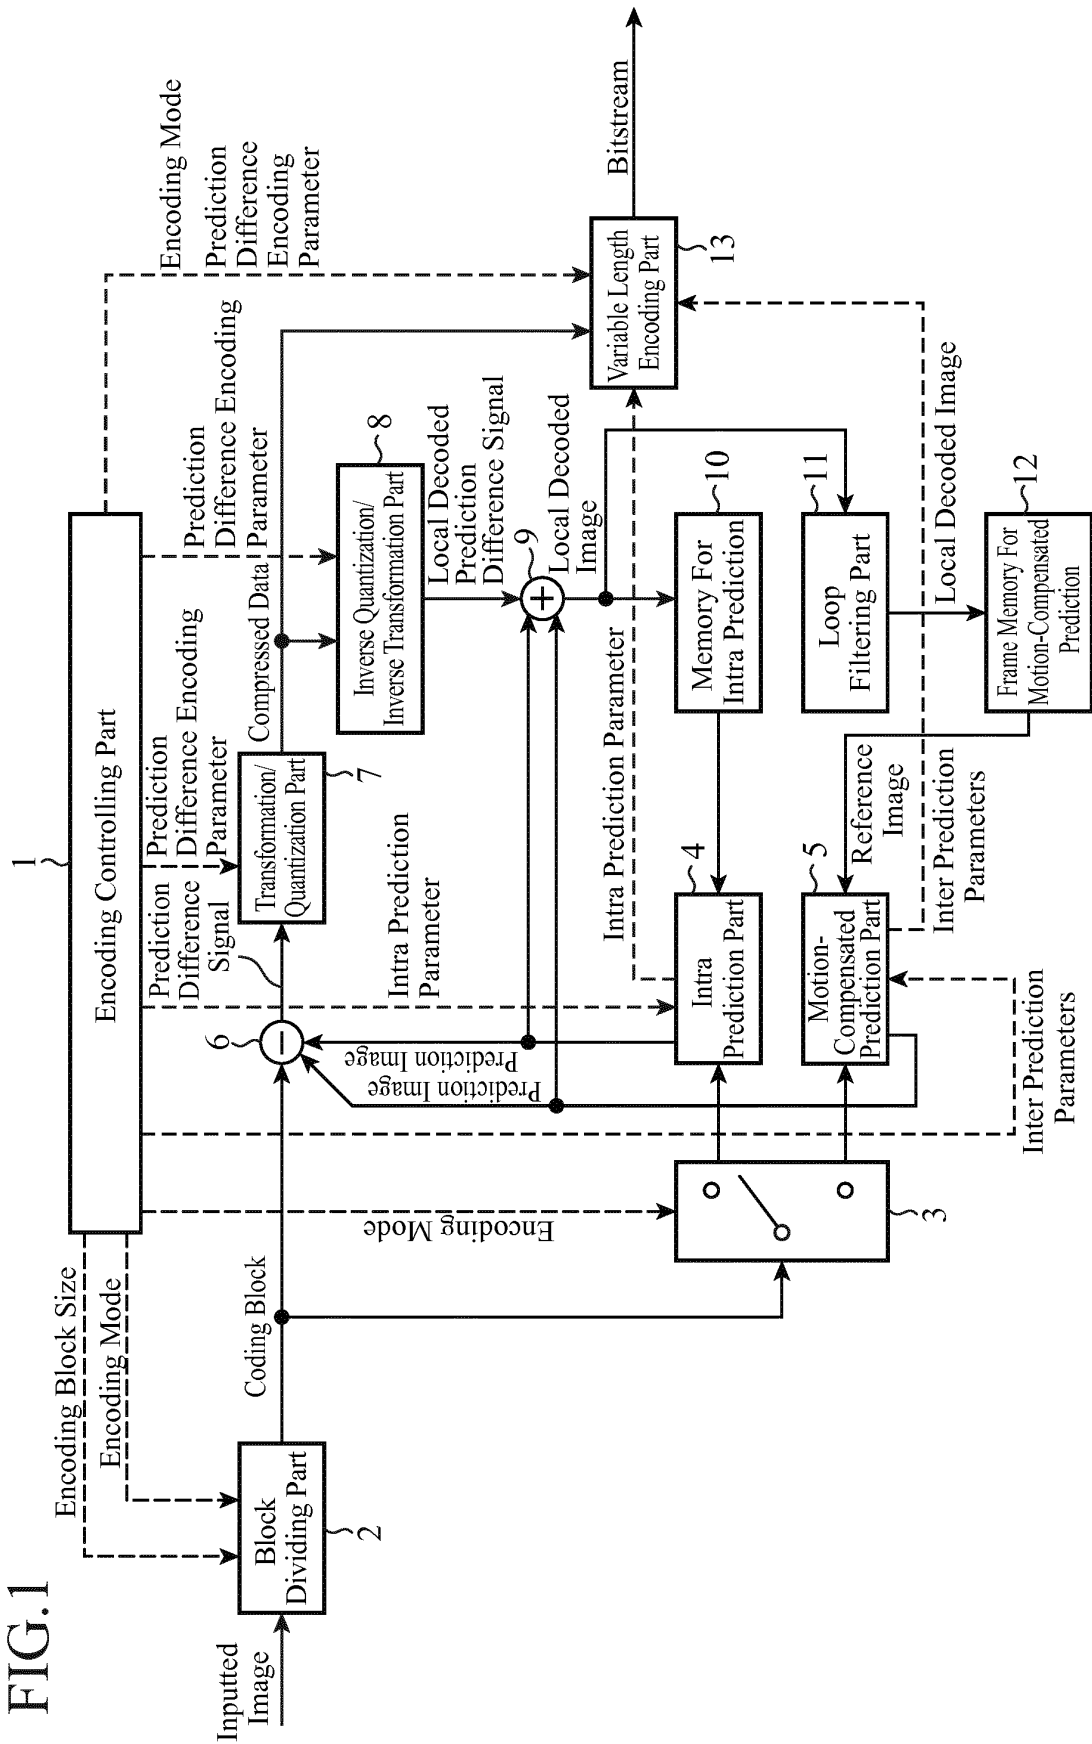 FIG.1
1
Encoding Controlling Part
Encoding Block Size
Encoding Mode
Inputted
Image
Block
Dividing Part
2
Coding Block
Encoding Mode
3
6
Prediction
Difference
Signal
Prediction
Difference Encoding
Parameter
Transformation/
Quantization Part
7
Compressed Data
Prediction
Difference Encoding
Parameter
Inverse Quantization/
Inverse Transformation Part
8
Encoding Mode
Prediction
Difference
Encoding
Parameter
Local Decoded
Prediction
Difference Signal
9
Local Decoded
Image
Intra Prediction
Parameter
Prediction Image
Prediction Image
Intra Prediction Parameter
Variable Length
Encoding Part
13
Bitstream
Intra
Prediction Part
4
Memory For
Intra Prediction
10
Motion-
Compensated
Prediction Part
5
Reference
Image
Loop
Filtering Part
11
Local Decoded Image
Inter Prediction
Parameters
Inter Prediction
Parameters
Frame Memory For
Motion-Compensated
Prediction
12